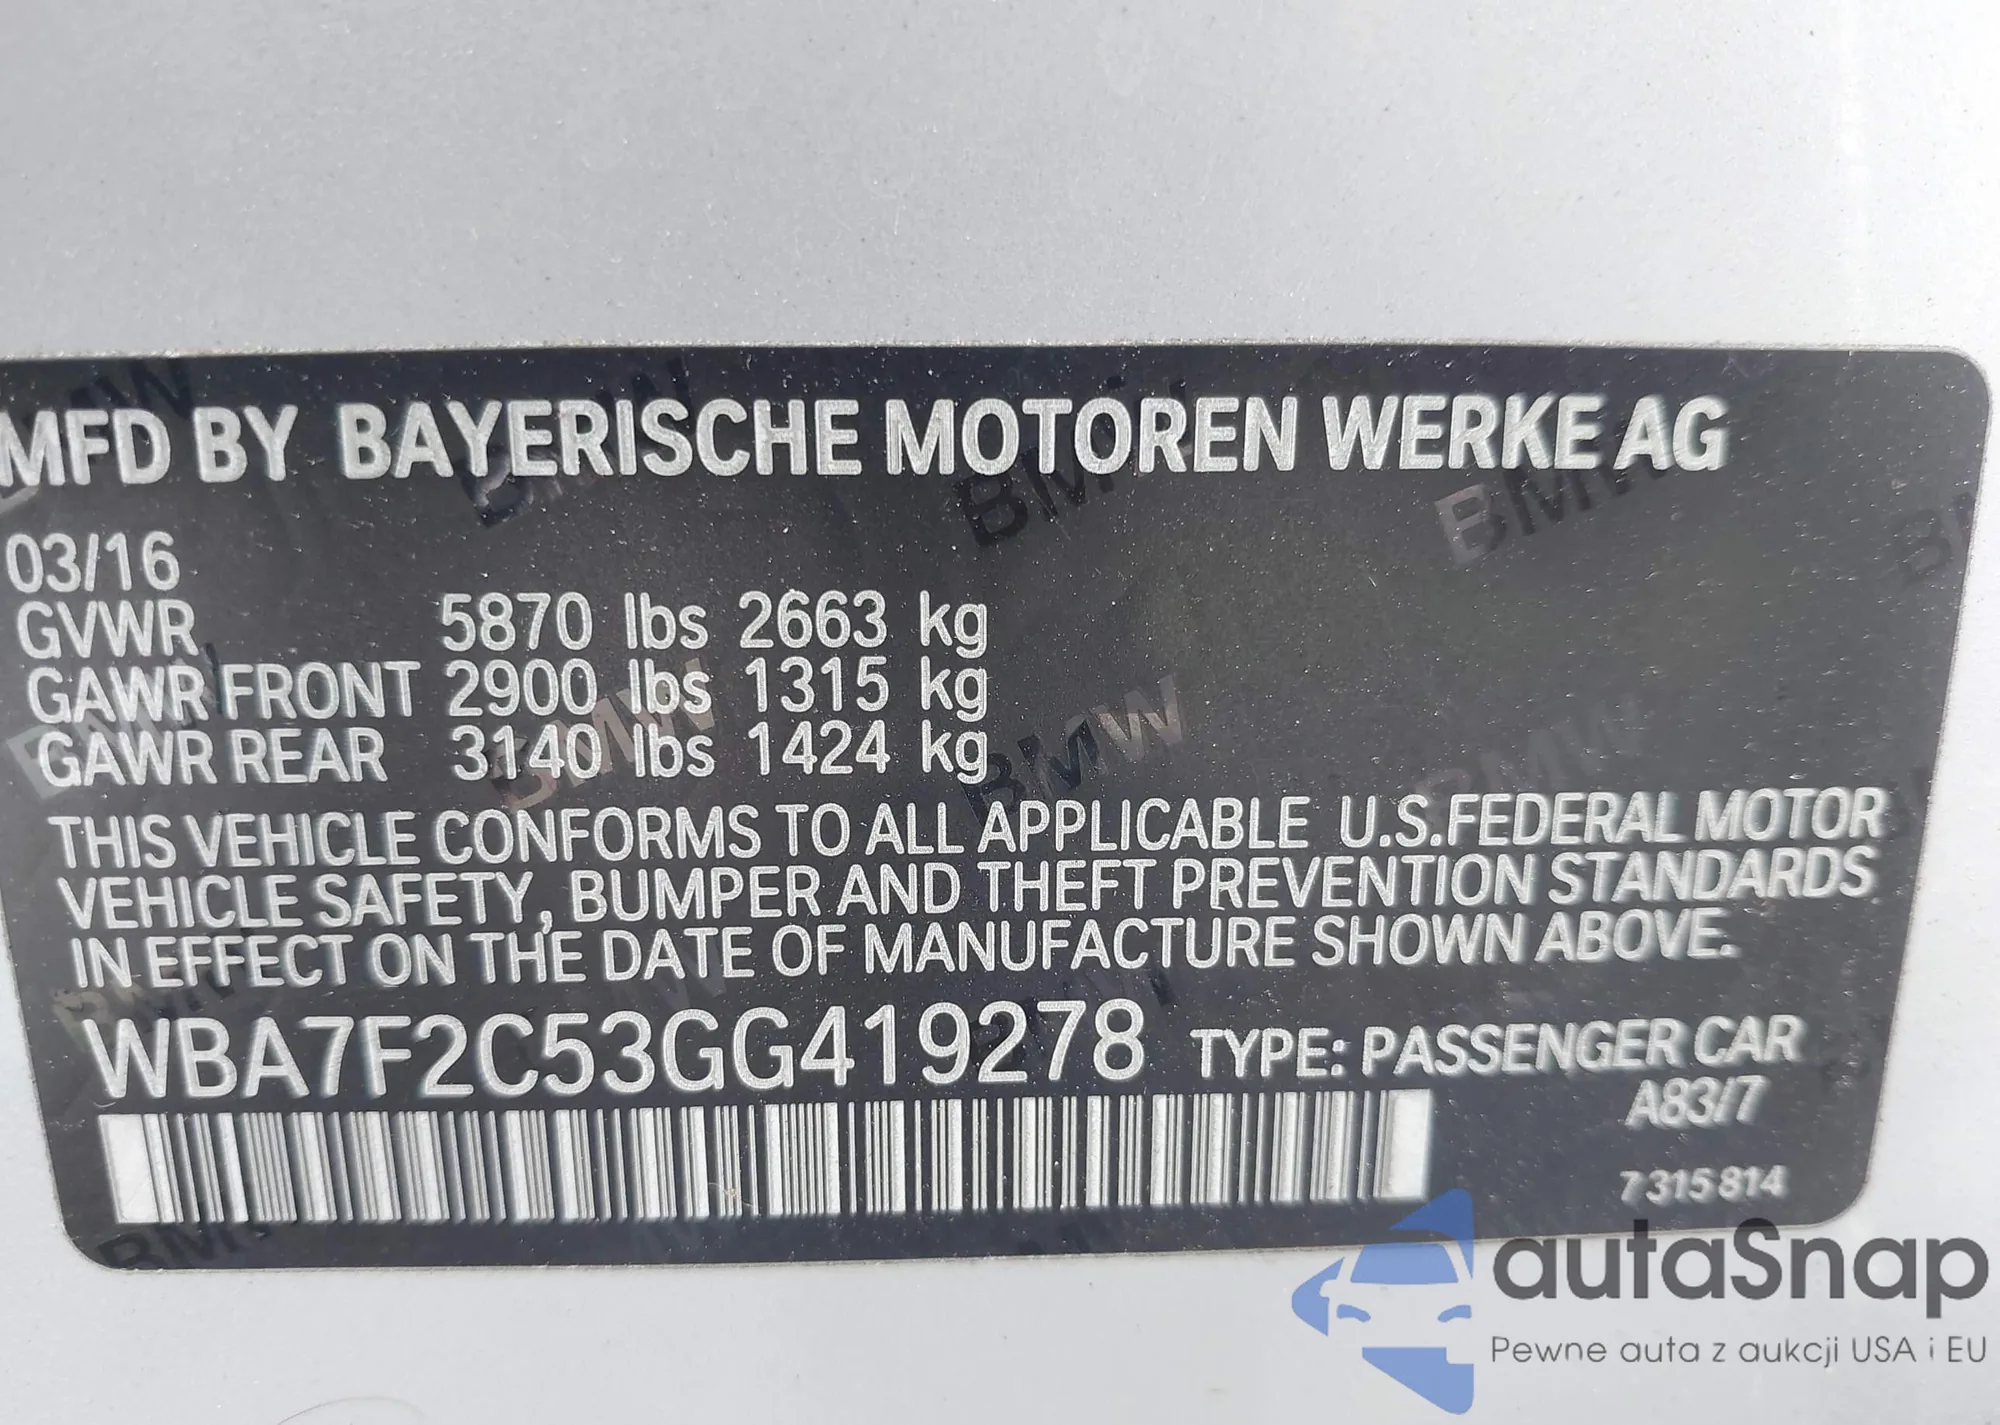 MFD BY BAYERISCHE MOTOREN WERKE AG
03/16
GVWR 5870 lbs 2663 kg
GAWR FRONT 2900 lbs 1315 kg
GAWR REAR 3140 lbs 1424 kg
THIS VEHICLE CONFORMS TO ALL APPLICABLE U.S.FEDERAL MOTOR
VEHICLE SAFETY, BUMPER AND THEFT PREVENTION STANDARDS
IN EFFECT ON THE DATE OF MANUFACTURE SHOWN ABOVE.
WBA7F2C53GG419278 TYPE: PASSENGER CAR
A83/7
7315814
autaSnap
Pewne auta z aukcji USA i EU